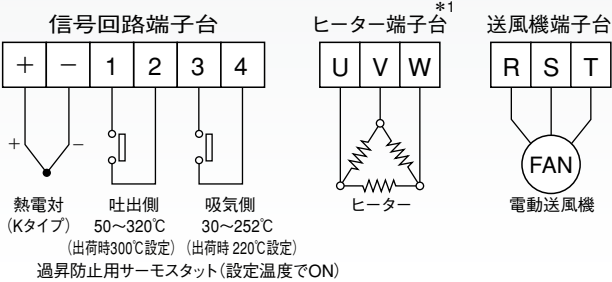 信号回路端子台
ヒーター端子台*1
送風機端子台
+ − 1 2 3 4
U V W
R S T
+ −
FAN
熱電対
(Kタイプ)
吐出側
50〜320℃
(出荷時300℃設定)
吸気側
30〜252℃
(出荷時 220℃設定)
ヒーター
電動送風機
過昇防止用サーモスタット(設定温度でON)